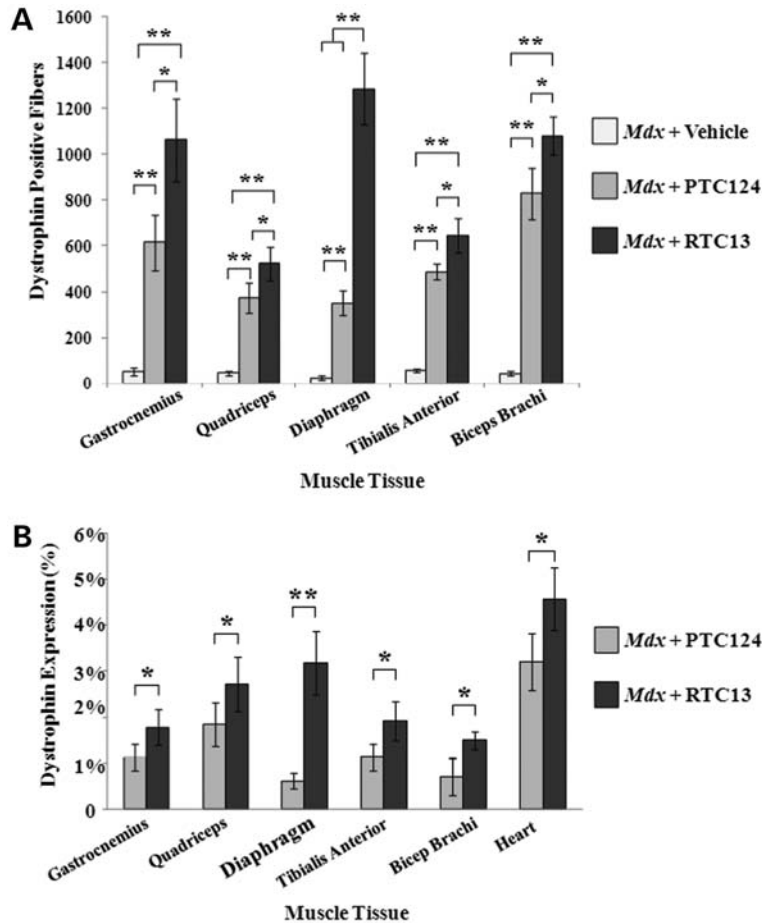 A
Dystrophin Positive Fibers
1600
1400
1200
1000
800
600
400
200
0
** * **
** * **
** **
** * **
** * **
Gastrocnemius
Quadriceps
Diaphragm
Tibialis Anterior
Biceps Brachi
Muscle Tissue
Mdx + Vehicle
Mdx + PTC124
Mdx + RTC13
B
Dystrophin Expression (%)
6%
5%
4%
3%
2%
1%
0
*
*
**
*
*
*
Gastrocnemius
Quadriceps
Diaphragm
Tibialis Anterior
Bicep Brachi
Heart
Muscle Tissue
Mdx + PTC124
Mdx + RTC13